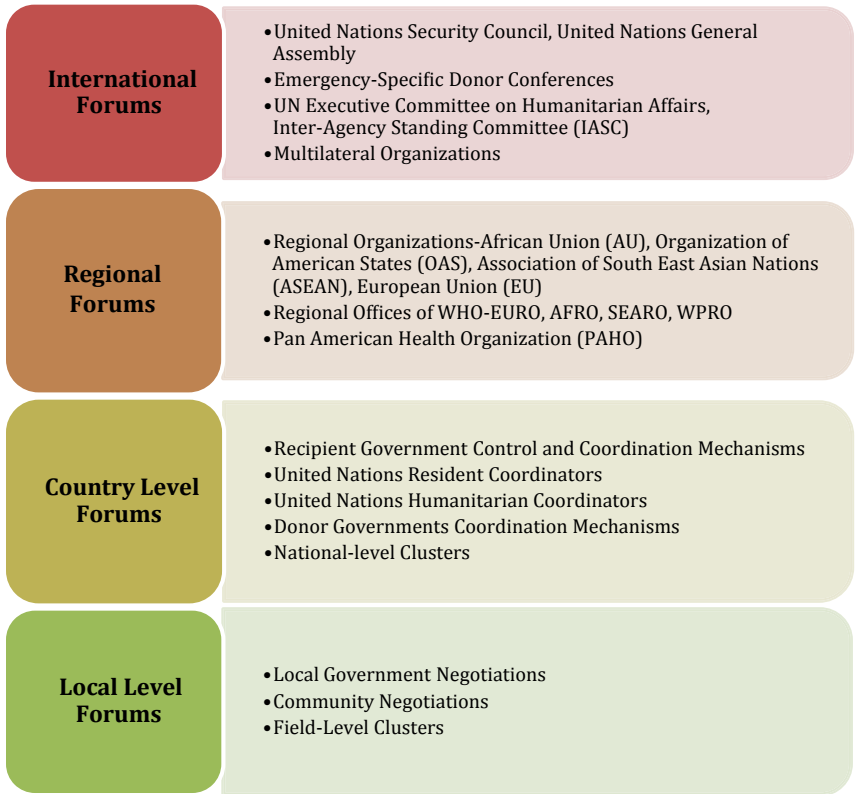 International
Forums
•United Nations Security Council, United Nations General
Assembly
•Emergency-Specific Donor Conferences
•UN Executive Committee on Humanitarian Affairs,
Inter-Agency Standing Committee (IASC)
•Multilateral Organizations
Regional
Forums
•Regional Organizations-African Union (AU), Organization of
American States (OAS), Association of South East Asian Nations
(ASEAN), European Union (EU)
•Regional Offices of WHO-EURO, AFRO, SEARO, WPRO
•Pan American Health Organization (PAHO)
Country Level
Forums
•Recipient Government Control and Coordination Mechanisms
•United Nations Resident Coordinators
•United Nations Humanitarian Coordinators
•Donor Governments Coordination Mechanisms
•National-level Clusters
Local Level
Forums
•Local Government Negotiations
•Community Negotiations
•Field-Level Clusters